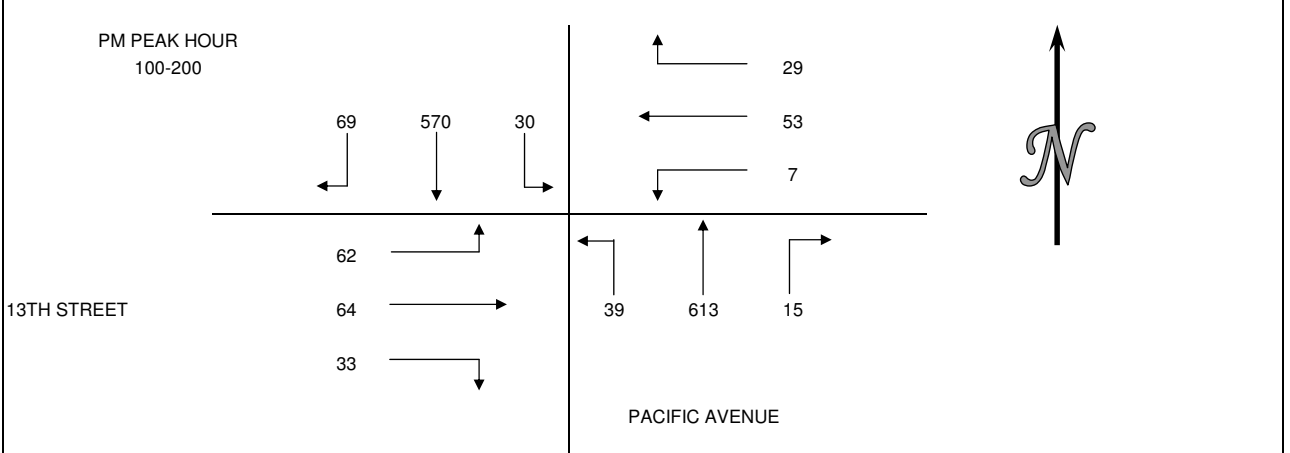 PM PEAK HOUR
100-200
29
69 570 30 53
7
62
13TH STREET 64 39 613 15
33
PACIFIC AVENUE
N